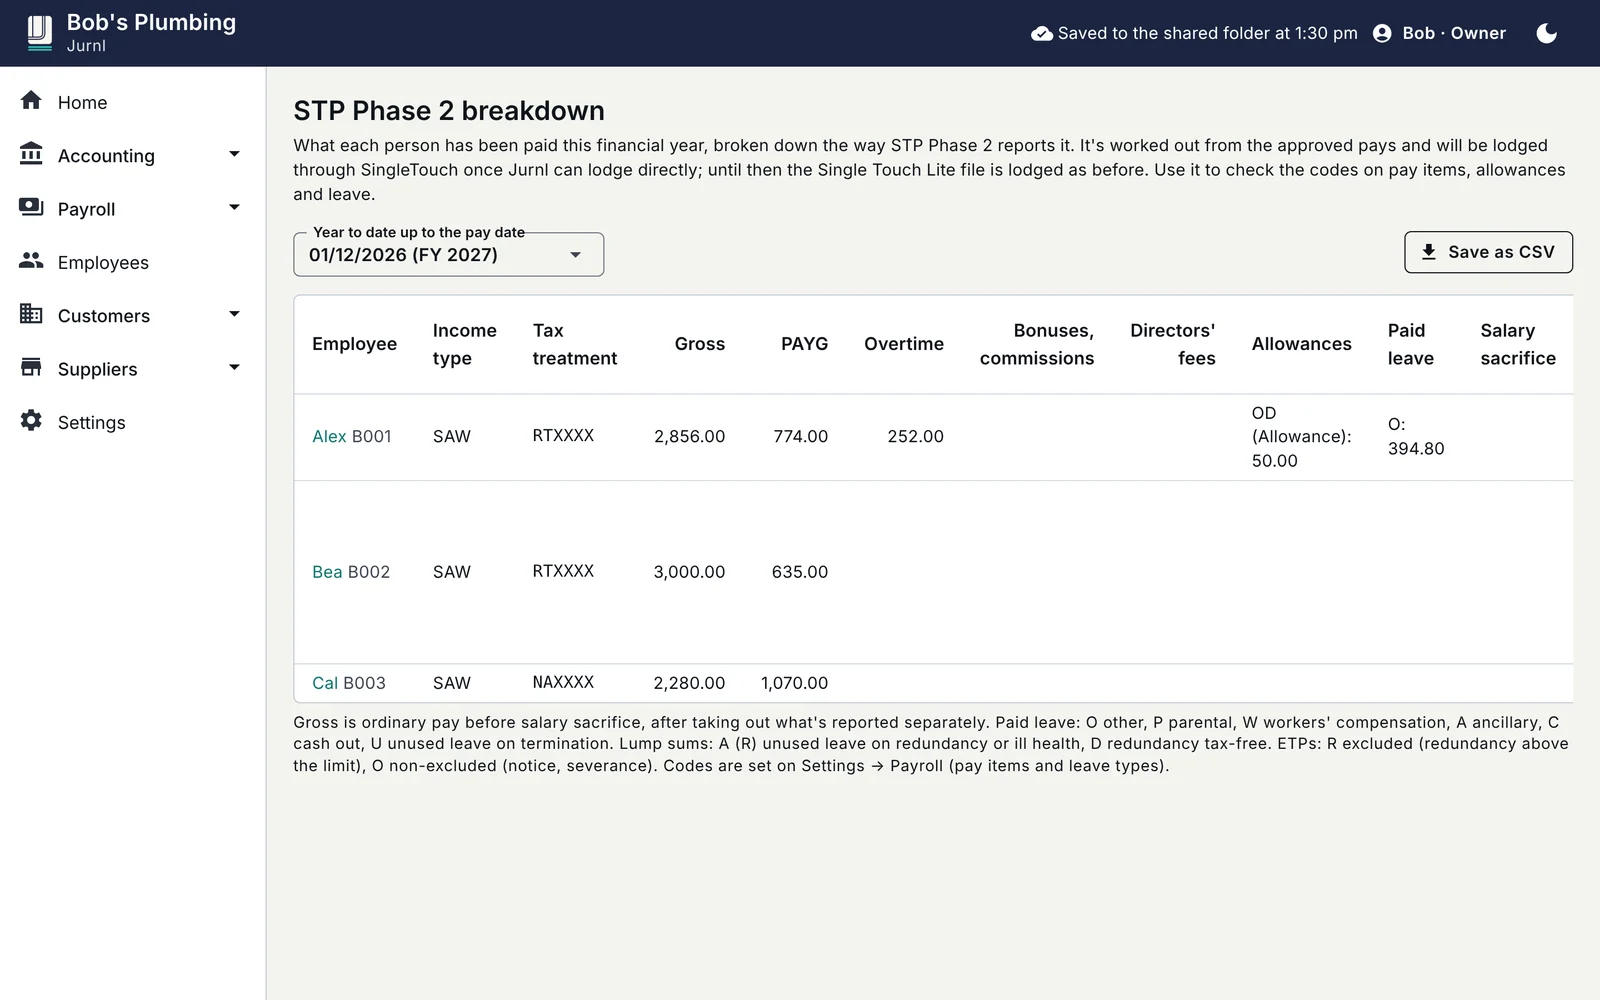 Bob's Plumbing
Jurnl
Saved to the shared folder at 1:30 pm
Bob · Owner
Home
Accounting
Payroll
Employees
Customers
Suppliers
Settings
STP Phase 2 breakdown
What each person has been paid this financial year, broken down the way STP Phase 2 reports it. It's worked out from the approved pays and will be lodged
through SingleTouch once Jurnl can lodge directly; until then the Single Touch Lite file is lodged as before. Use it to check the codes on pay items, allowances
and leave.
Year to date up to the pay date
01/12/2026 (FY 2027)
Save as CSV
Employee Income type Tax treatment Gross PAYG Overtime Bonuses, commissions Directors' fees Allowances Paid leave Salary sacrifice
Alex B001 SAW RTXXXX 2,856.00 774.00 252.00 OD (Allowance): 50.00 O: 394.80
Bea B002 SAW RTXXXX 3,000.00 635.00
Cal B003 SAW NAXXXX 2,280.00 1,070.00
Gross is ordinary pay before salary sacrifice, after taking out what's reported separately. Paid leave: O other, P parental, W workers' compensation, A ancillary, C
cash out, U unused leave on termination. Lump sums: A (R) unused leave on redundancy or ill health, D redundancy tax-free. ETPs: R excluded (redundancy above
the limit), O non-excluded (notice, severance). Codes are set on Settings → Payroll (pay items and leave types).